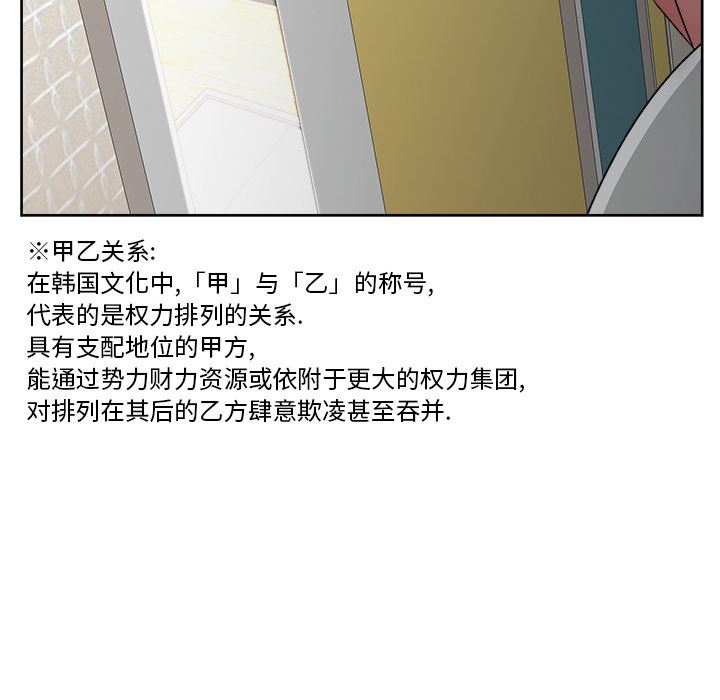 ※甲乙关系:
在韩国文化中,「甲」与「乙」的称号,
代表的是权力排列的关系.
具有支配地位的甲方,
能通过势力财力资源或依附于更大的权力集团,
对排列在其后的乙方肆意欺凌甚至吞并.